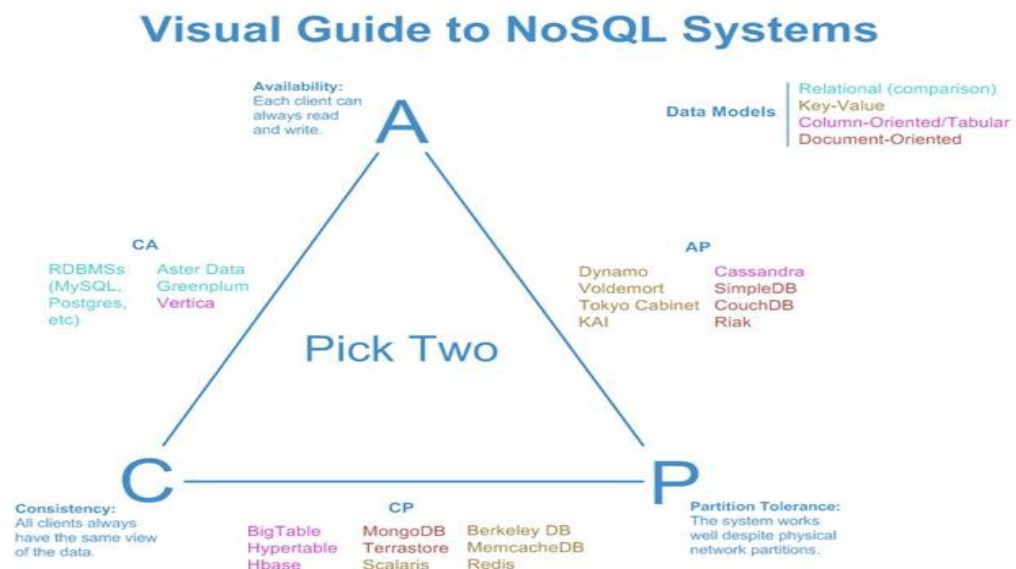 Visual Guide to NoSQL Systems
Availability:
Each client can
always read
and write.
A
Data Models
Relational (comparison)
Key-Value
Column-Oriented/Tabular
Document-Oriented
CA
RDBMSs
(MySQL,
Postgres,
etc)
Aster Data
Greenplum
Vertica
AP
Dynamo
Voldemort
Tokyo Cabinet
KAI
Cassandra
SimpleDB
CouchDB
Riak
Pick Two
C
Consistency:
All clients always
have the same view
of the data.
CP
BigTable
Hypertable
Hbase
MongoDB
Terrastore
Scalaris
Berkeley DB
MemcacheDB
Redis
P
Partition Tolerance:
The system works
well despite physical
network partitions.